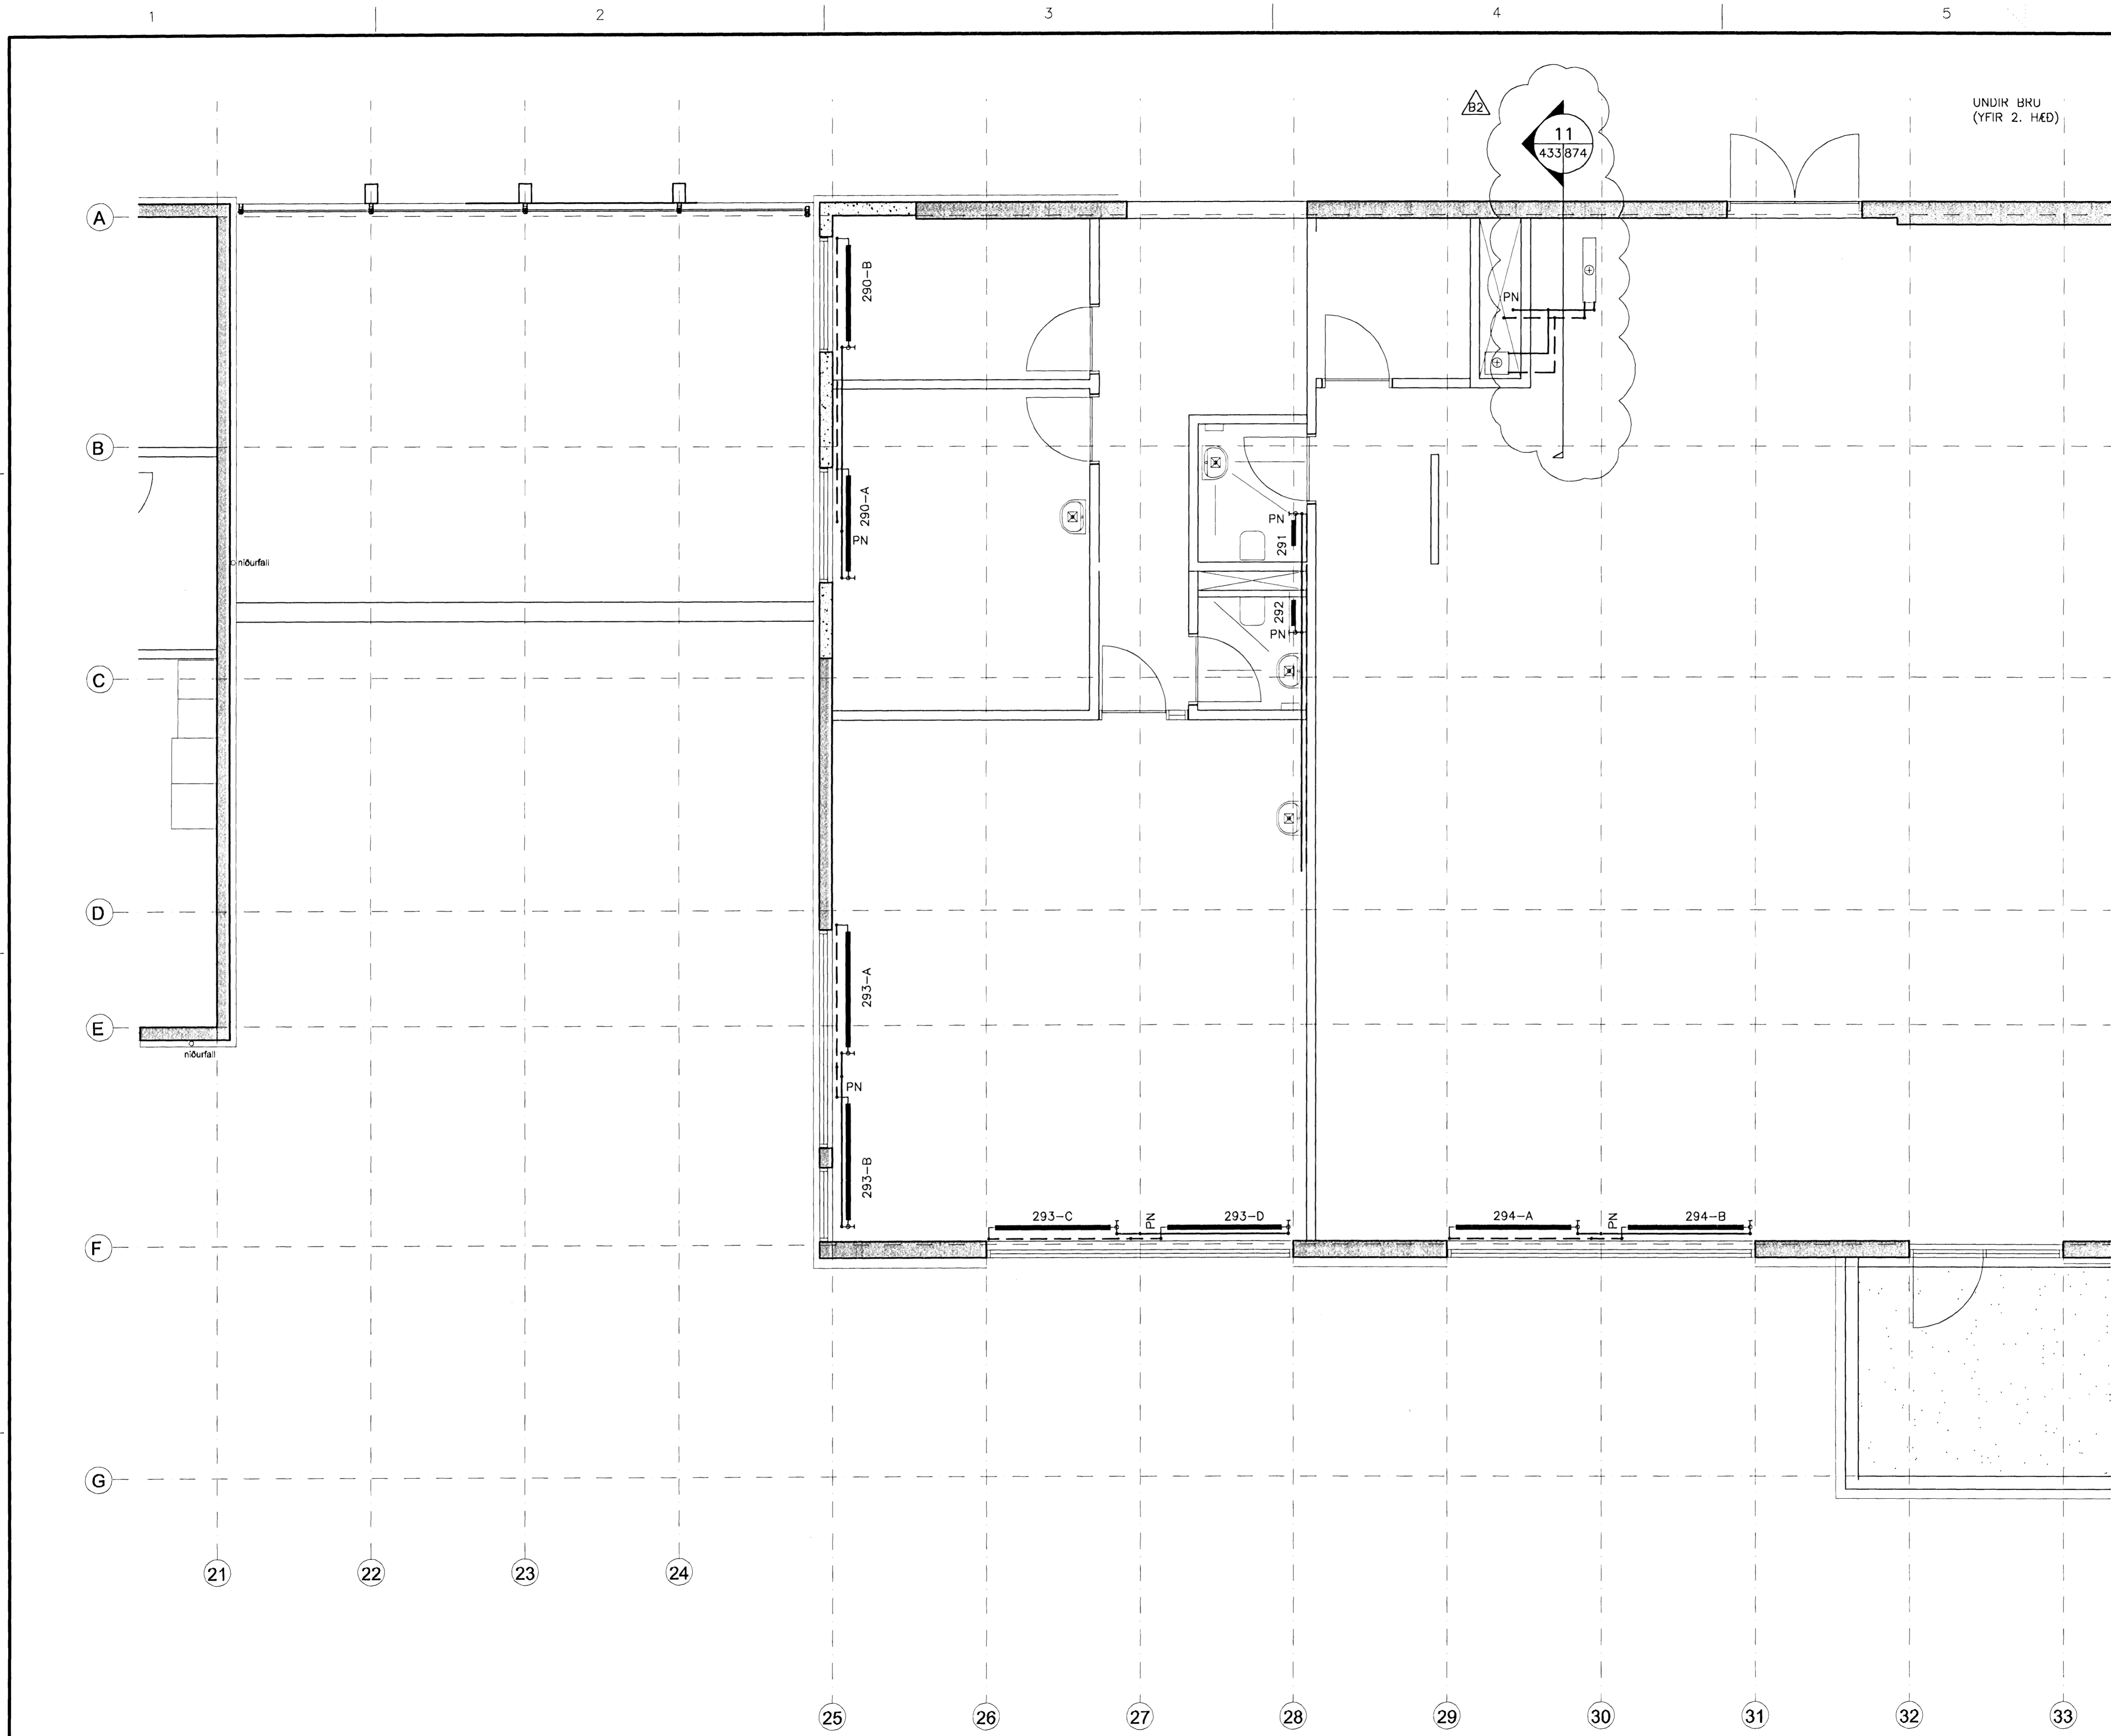 1
2
3
4
5
B2
11
433 874
UNDIR BRÚ
(YFIR 2. HÆÐ)
A
290-B
PN
B
290-A
PN
PN
291
niðurfall
292
PN
C
D
293-A
E
niðurfall
PN
293-B
293-C
PN
293-D
294-A
PN
294-B
F
G
21
22
23
24
25
26
27
28
29
30
31
32
33